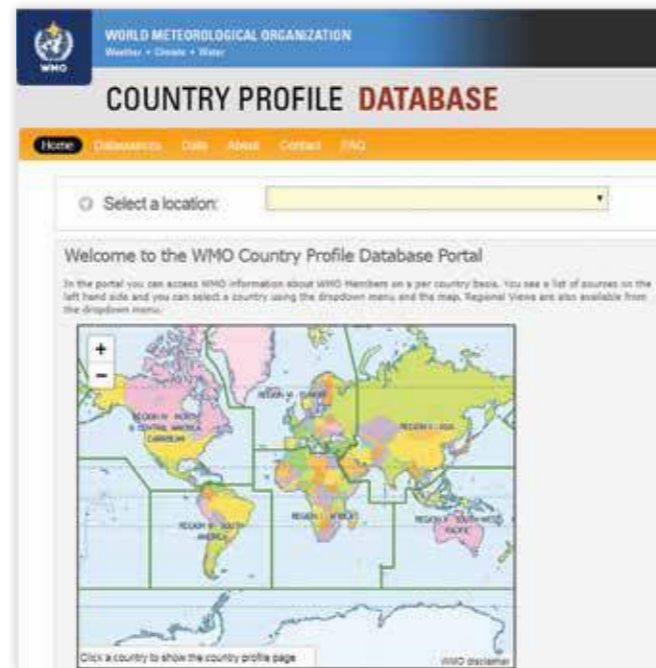 WORLD METEOROLOGICAL ORGANIZATION
Weather • Climate • Water
WMO
COUNTRY PROFILE DATABASE
Home Datasources Data About Contact FAQ
Select a location:
Welcome to the WMO Country Profile Database Portal
In the portal you can access WMO information about WMO Members on a per country basis. You see a list of sources on the
left hand side and you can select a country using the dropdown menu and the map. Regional Views are also available from
the dropdown menu.
+
−
REGION VI - EUROPE
REGION IV - NORTH
& CENTRAL AMERICA
CARIBBEAN
REGION II - ASIA
REGION III - SOUTH
AMERICA
REGION I - AFRICA
REGION V - SOUTH-WEST
PACIFIC
Click a country to show the country profile page
WMO disclaimer